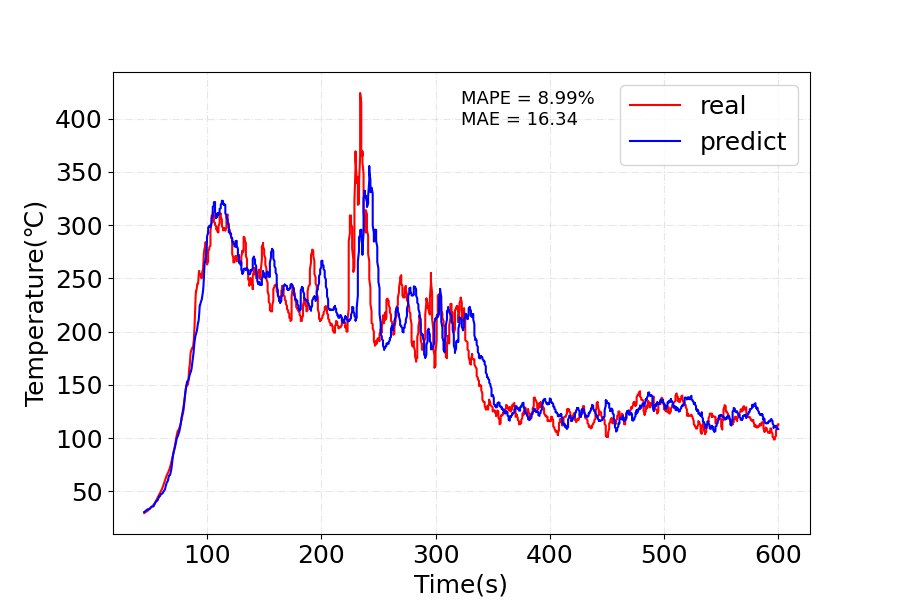 MAPE = 8.99%
MAE = 16.34
real
predict
Temperature(℃)
400
350
300
250
200
150
100
50
100 200 300 400 500 600
Time(s)